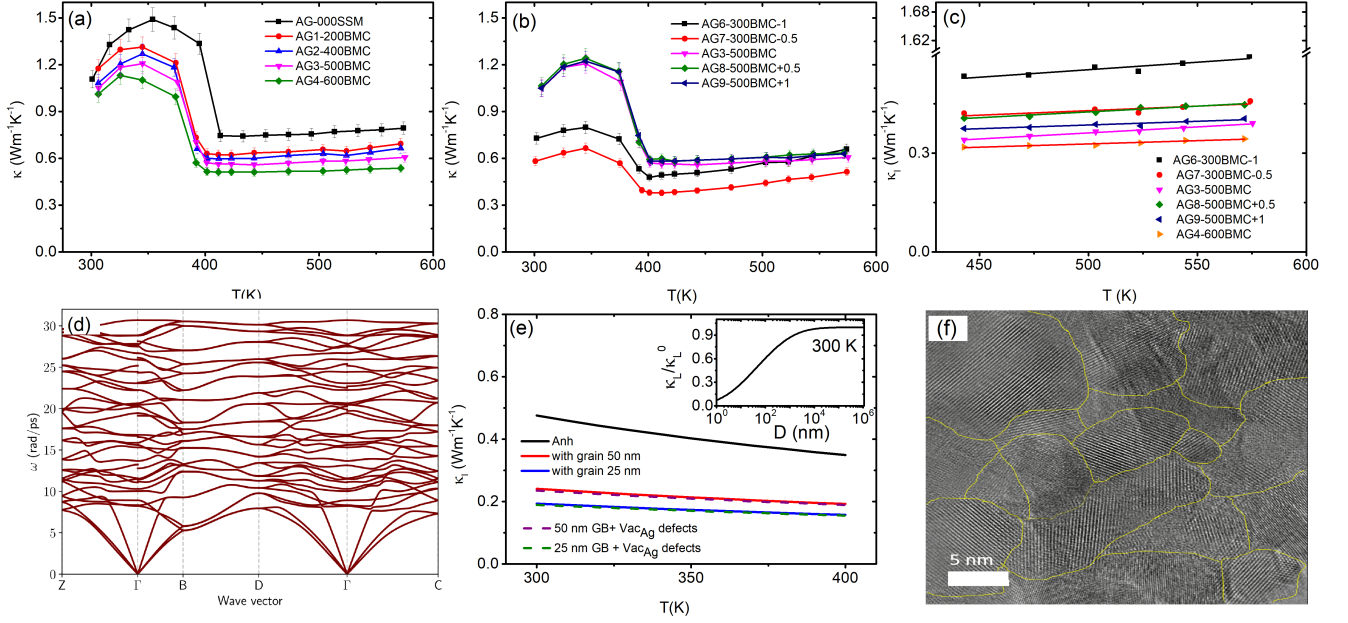 (a)
AG-000SSM
AG1-200BMC
AG2-400BMC
AG3-500BMC
AG4-600BMC
1.5
1.2
0.9
0.6
0.3
0.0
κ (Wm⁻¹K⁻¹)
300 400 500 600
T(K)
(b)
AG6-300BMC-1
AG7-300BMC-0.5
AG3-500BMC
AG8-500BMC+0.5
AG9-500BMC+1
1.5
1.2
0.9
0.6
0.3
0.0
κ (Wm⁻¹K⁻¹)
300 400 500 600
T(K)
(c)
1.68
1.62
0.3
0.0
κₗ (Wm⁻¹K⁻¹)
AG6-300BMC-1
AG7-300BMC-0.5
AG3-500BMC
AG8-500BMC+0.5
AG9-500BMC+1
AG4-600BMC
450 500 550 600
T (K)
(d)
30
25
20
15
10
5
0
ω (rad/ps)
Z Γ B D Γ C
Wave vector
(e)
0.8
0.6
0.4
0.2
0.0
κₗ (Wm⁻¹K⁻¹)
0.9
0.6
0.3
0.0
κ_L/κ_L⁰
300 K
10⁰ 10² 10⁴ 10⁶
D (nm)
Anh
with grain 50 nm
with grain 25 nm
50 nm GB+ Vac_Ag defects
25 nm GB + Vac_Ag defects
300 350 400
T(K)
(f)
5 nm